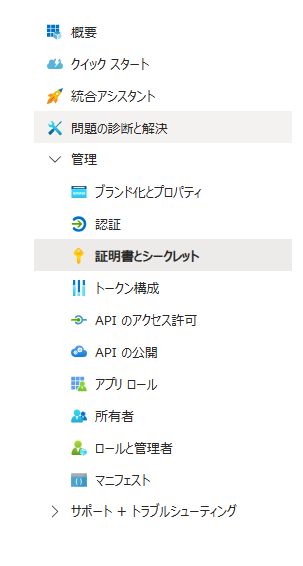 概要
クイック スタート
統合アシスタント
問題の診断と解決
管理
ブランド化とプロパティ
認証
証明書とシークレット
トークン構成
API のアクセス許可
API の公開
アプリ ロール
所有者
ロールと管理者
マニフェスト
サポート + トラブルシューティング